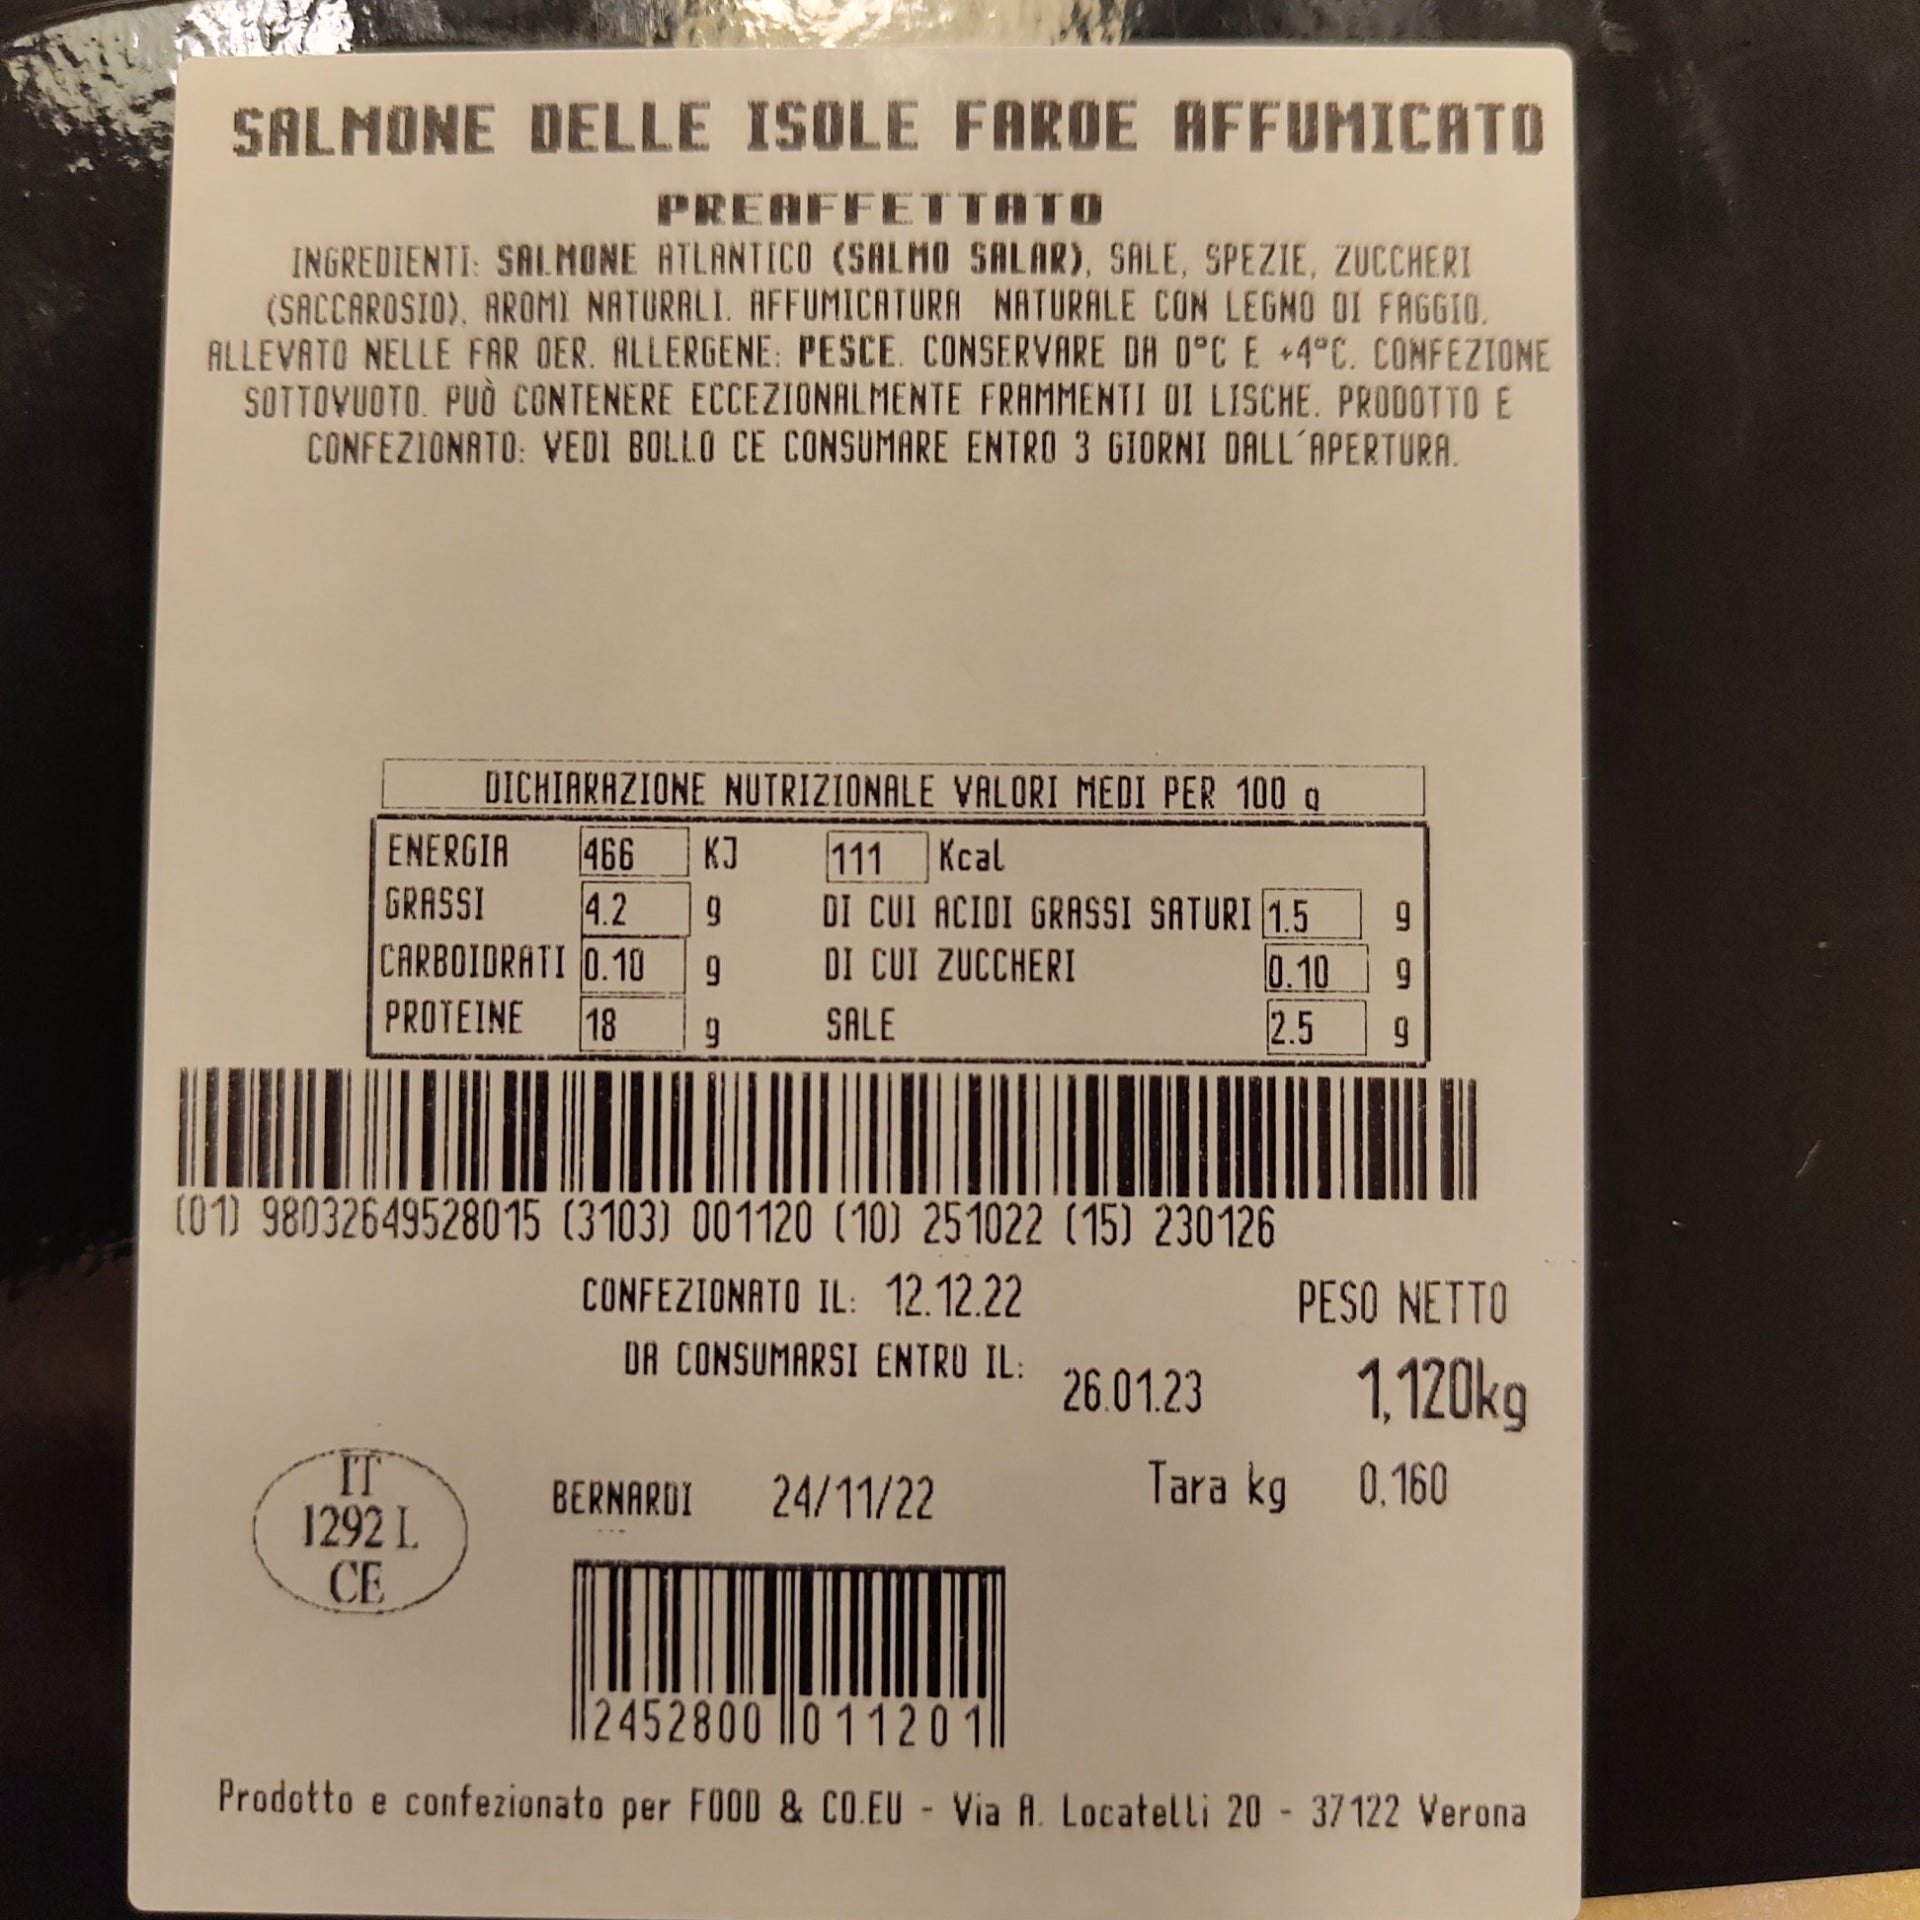 SALMONE DELLE ISOLE FAROE AFFUMICATO
PREAFFETTATO
INGREDIENTI: SALMONE ATLANTICO (SALMO SALAR), SALE, SPEZIE, ZUCCHERI
(SACCAROSIO), AROMI NATURALI. AFFUMICATURA NATURALE CON LEGNO DI FAGGIO.
ALLEVATO NELLE FAR OER. ALLERGENE: PESCE. CONSERVARE DA 0°C E +4°C. CONFEZIONE
SOTTOVUOTO. PUÒ CONTENERE ECCEZIONALMENTE FRAMMENTI DI LISCHE. PRODOTTO E
CONFEZIONATO: VEDI BOLLO CE CONSUMARE ENTRO 3 GIORNI DALL´APERTURA.
DICHIARAZIONE NUTRIZIONALE VALORI MEDI PER 100 g
ENERGIA 466 KJ 111 Kcal
GRASSI 4.2 g DI CUI ACIDI GRASSI SATURI 1.5 g
CARBOIDRATI 0.10 g DI CUI ZUCCHERI 0.10 g
PROTEINE 18 g SALE 2.5 g
(01) 98032649528015 (3103) 001120 (10) 251022 (15) 230126
CONFEZIONATO IL: 12.12.22 PESO NETTO
DA CONSUMARSI ENTRO IL: 26.01.23 1,120kg
IT
1292 L
CE
BERNARDI 24/11/22 Tara kg 0,160
2452800 011201
Prodotto e confezionato per FOOD & CO.EU - Via A. Locatelli 20 - 37122 Verona